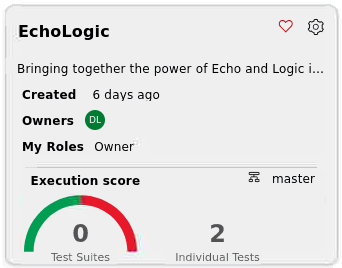 EchoLogic
Bringing together the power of Echo and Logic i...
Created 6 days ago
Owners DL
My Roles Owner
Execution score master
0 2
Test Suites Individual Tests